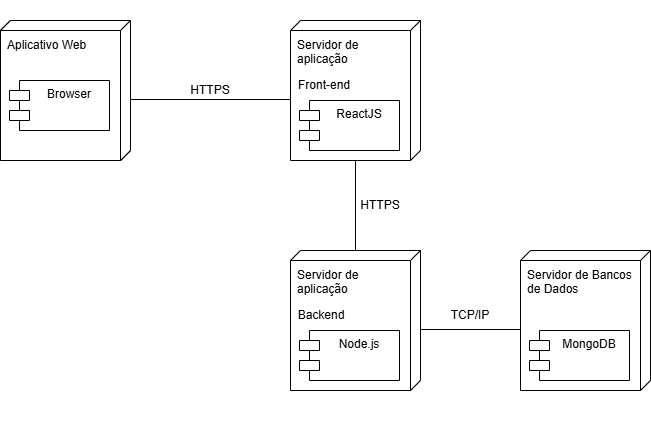 Aplicativo Web
Browser
HTTPS
Servidor de
aplicação
Front-end
ReactJS
HTTPS
Servidor de
aplicação
Backend
Node.js
TCP/IP
Servidor de Bancos
de Dados
MongoDB